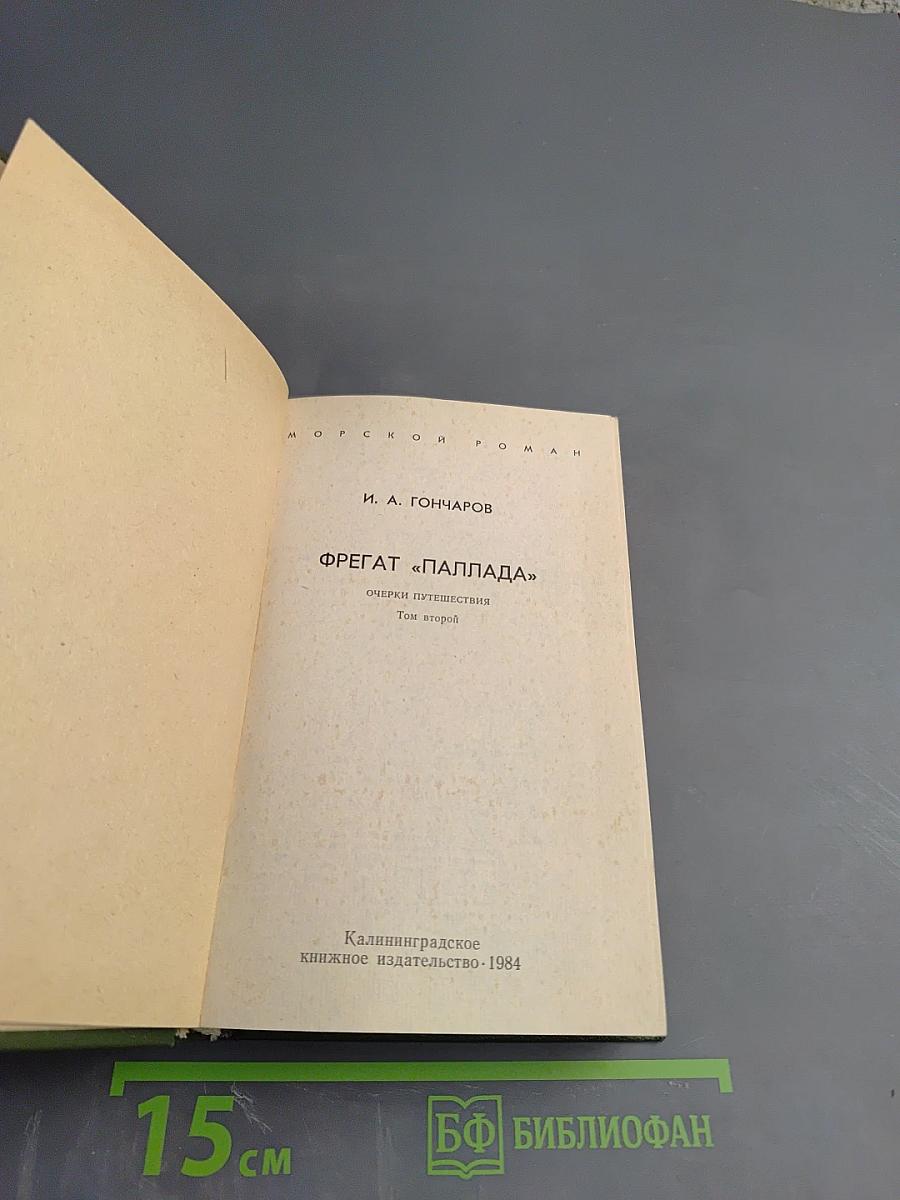 МОРСКОЙ РОМАН
И. А. ГОНЧАРОВ
ФРЕГАТ «ПАЛЛАДА»
ОЧЕРКИ ПУТЕШЕСТВИЯ
Том второй
Калининградское
книжное издательство · 1984
15 см
БФ БИБЛИОФАН